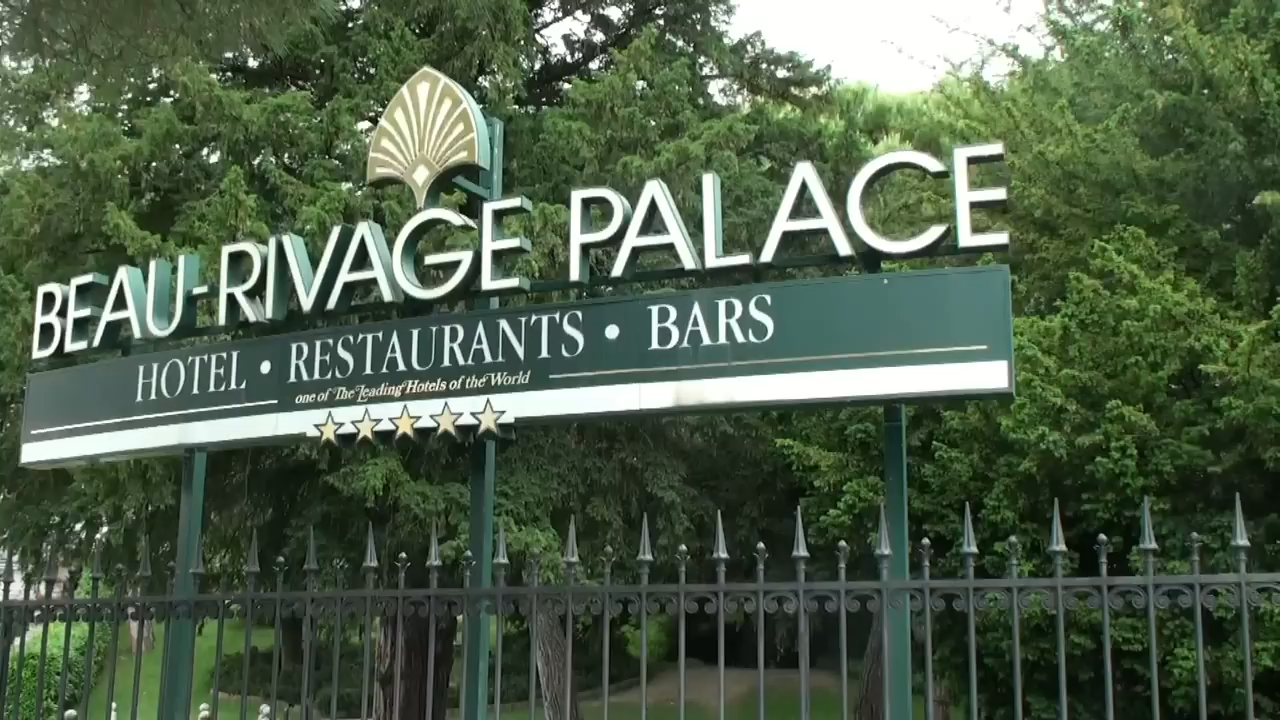 BEAU-RIVAGE PALACE
HOTEL • RESTAURANTS • BARS
one of The Leading Hotels of the World